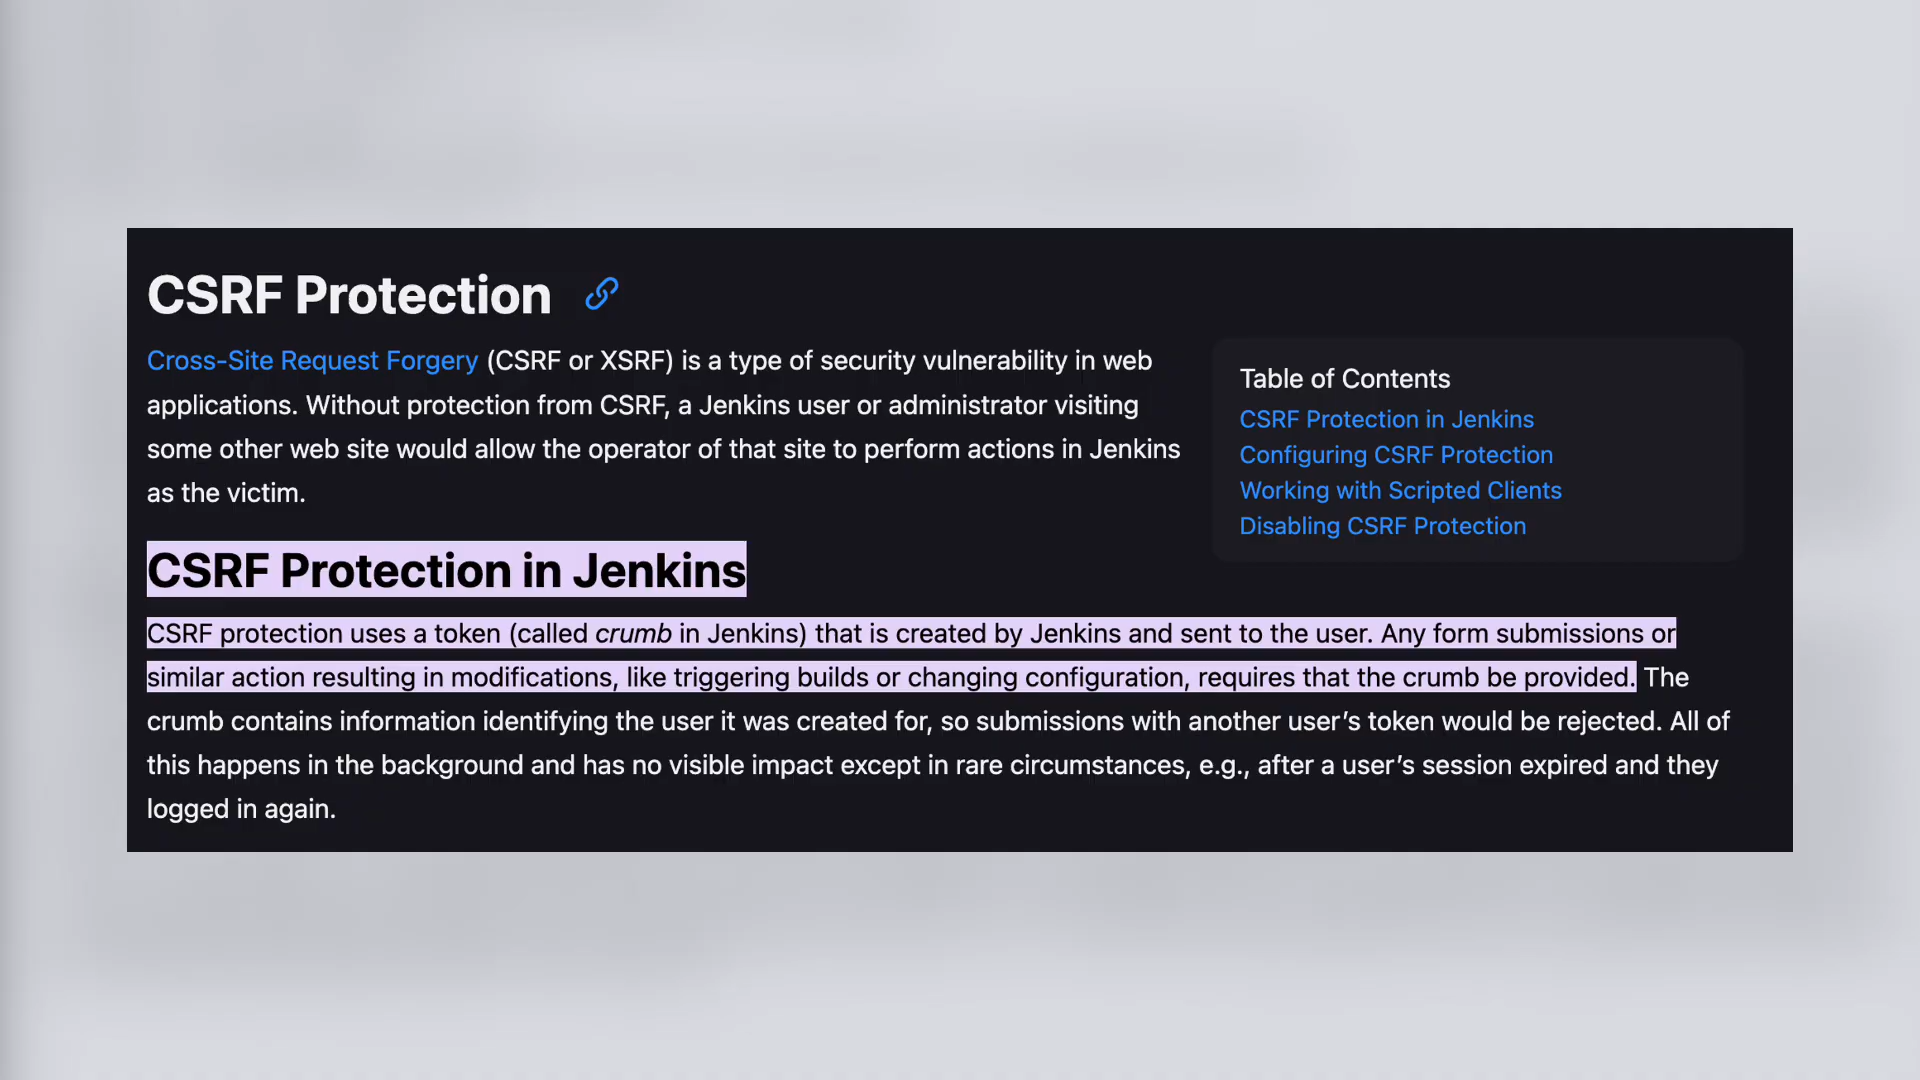 CSRF Protection
Cross-Site Request Forgery (CSRF or XSRF) is a type of security vulnerability in web
applications. Without protection from CSRF, a Jenkins user or administrator visiting
some other web site would allow the operator of that site to perform actions in Jenkins
as the victim.
Table of Contents
CSRF Protection in Jenkins
Configuring CSRF Protection
Working with Scripted Clients
Disabling CSRF Protection
CSRF Protection in Jenkins
CSRF protection uses a token (called crumb in Jenkins) that is created by Jenkins and sent to the user. Any form submissions or
similar action resulting in modifications, like triggering builds or changing configuration, requires that the crumb be provided. The
crumb contains information identifying the user it was created for, so submissions with another user’s token would be rejected. All of
this happens in the background and has no visible impact except in rare circumstances, e.g., after a user’s session expired and they
logged in again.